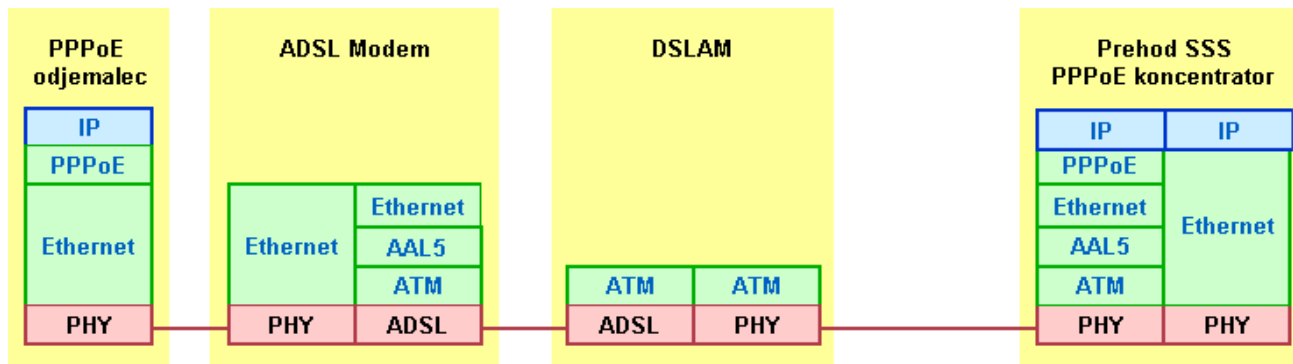 PPPoE
odjemalec
IP
PPPoE
Ethernet
PHY
ADSL Modem
Ethernet
PHY
Ethernet
AAL5
ATM
ADSL
DSLAM
ATM
ADSL
ATM
PHY
Prehod SSS
PPPoE koncentrator
IP
PPPoE
Ethernet
AAL5
ATM
PHY
IP
Ethernet
PHY